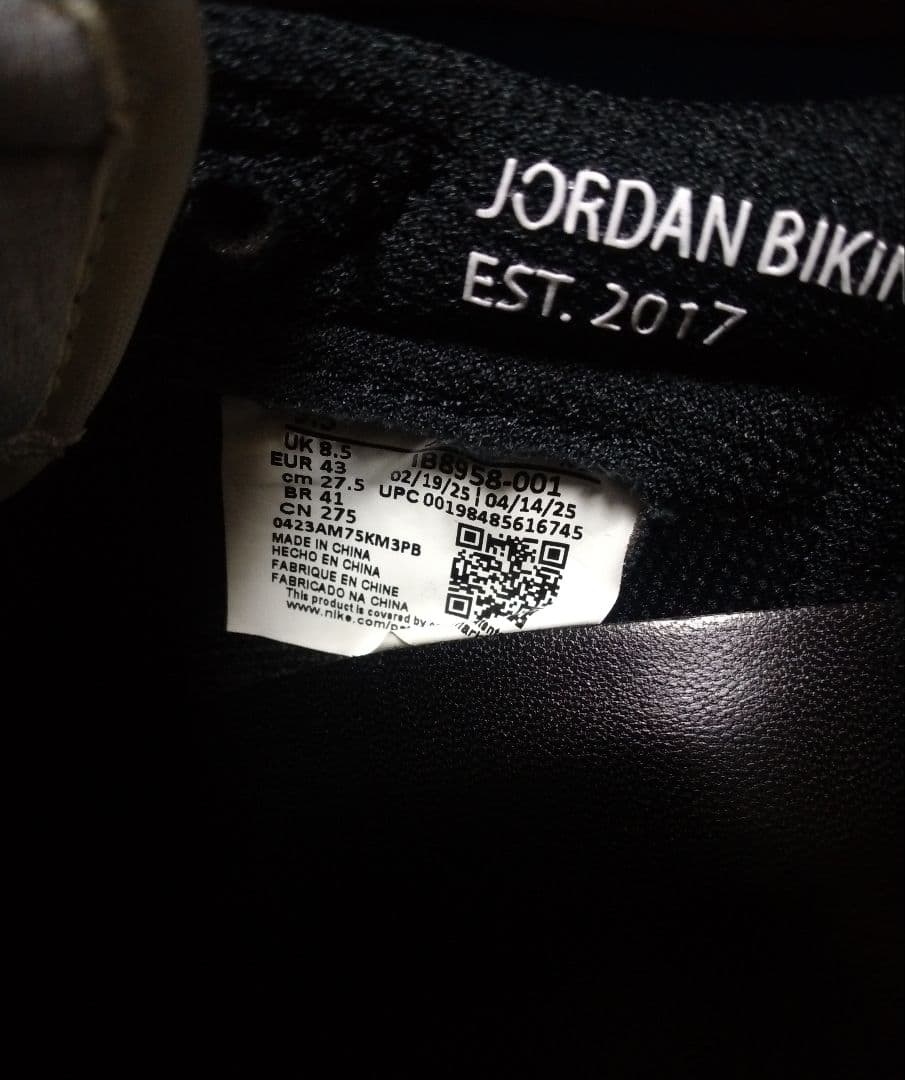 JORDAN BIKIN
EST. 2017
UK 8.5
EUR 43
cm 27.5
BR 41
CN 275
IB8958-001
02/19/25 | 04/14/25
UPC 00198485616745
0423AM75KM3PB
MADE IN CHINA
HECHO EN CHINA
FABRIQUE EN CHINE
FABRICADO NA CHINA
This product is covered by
www.nike.com/p